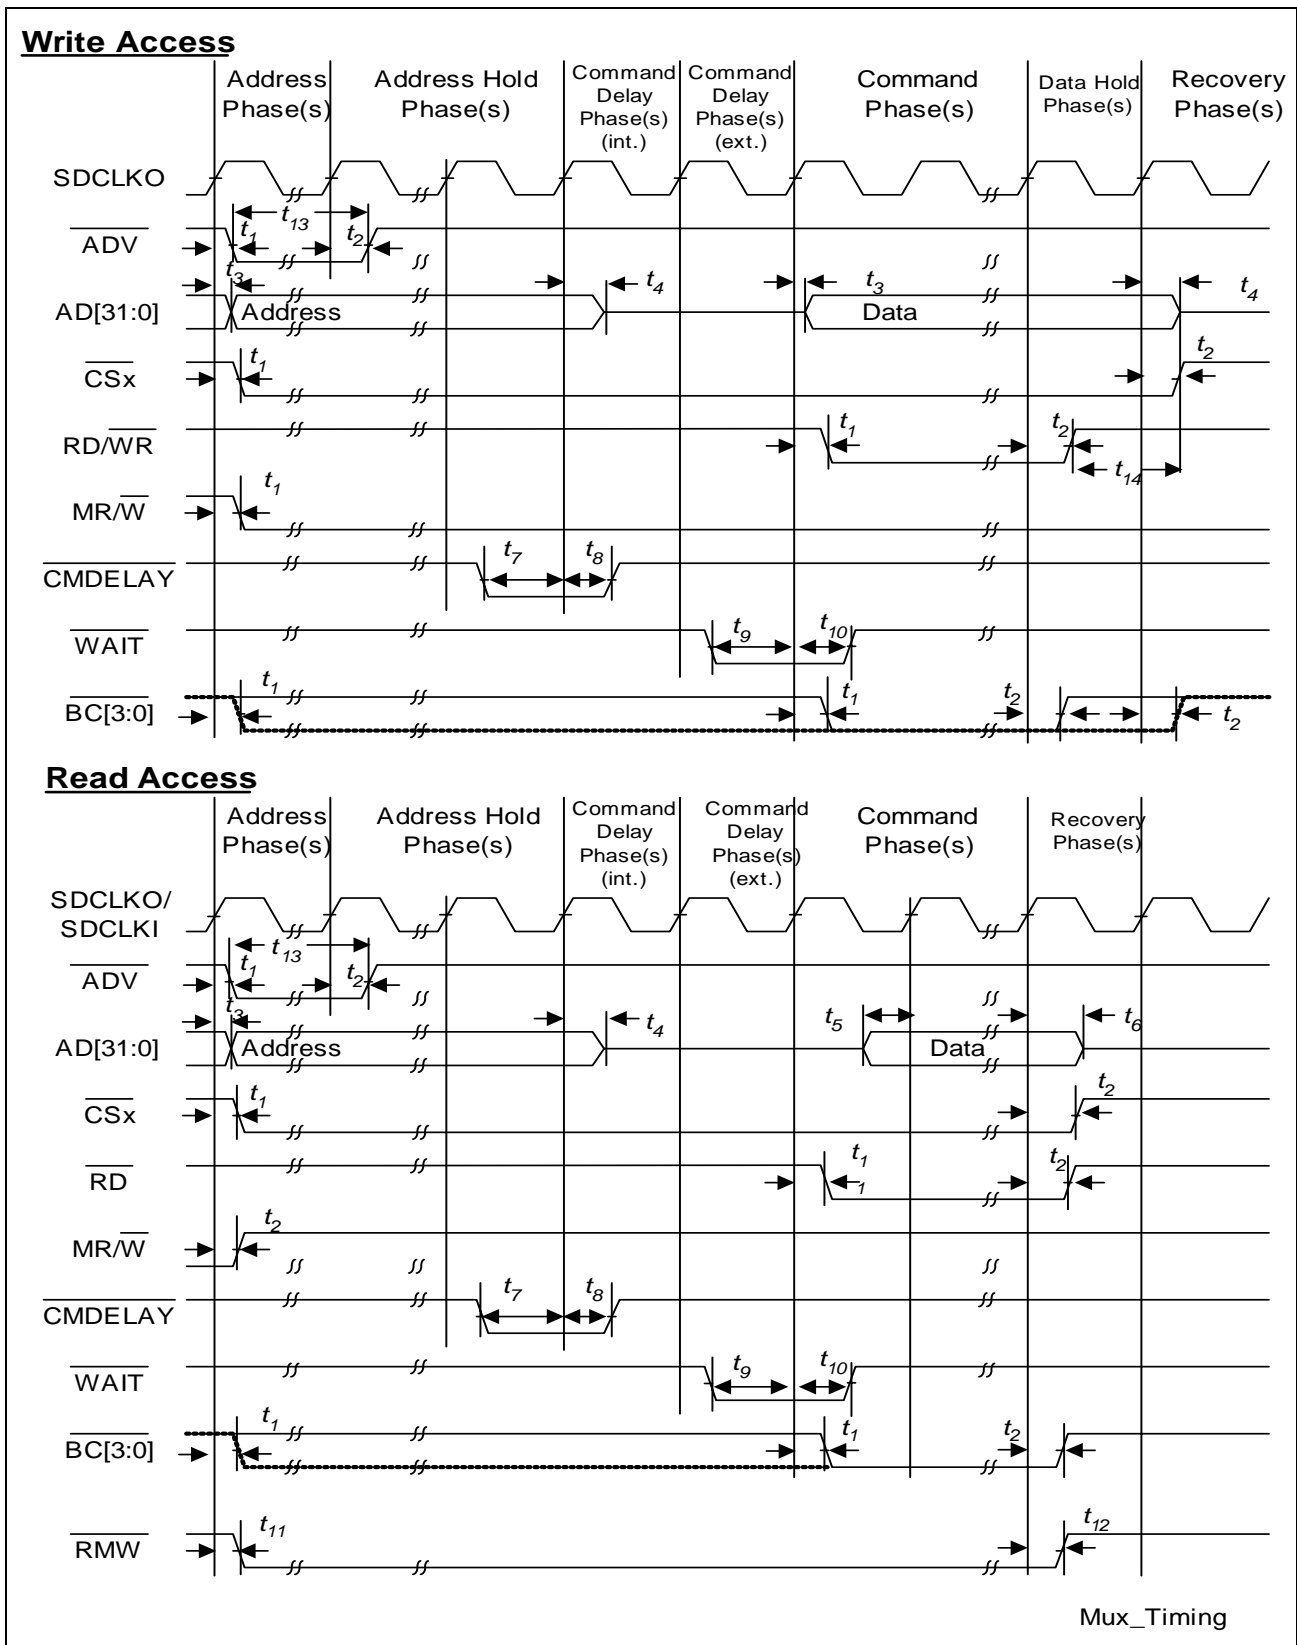 Write Access
Address Phase(s)
Address Hold Phase(s)
Command Delay Phase(s) (int.)
Command Delay Phase(s) (ext.)
Command Phase(s)
Data Hold Phase(s)
Recovery Phase(s)
SDCLKO
t13
ADV t1 t2
t3 t4 t3 t4
AD[31:0] Address Data
CSx t1 t2
RD/WR t1 t2 t14
MR/W t1
CMDELAY t7 t8
WAIT t9 t10
BC[3:0] t1 t1 t2 t2
Read Access
Address Phase(s)
Address Hold Phase(s)
Command Delay Phase(s) (int.)
Command Delay Phase(s) (ext.)
Command Phase(s)
Recovery Phase(s)
SDCLKO/
SDCLKI
t13
ADV t1 t2
t3 t4 t5 t6
AD[31:0] Address Data
CSx t1 t2
RD t1 1 t2
MR/W t2
CMDELAY t7 t8
WAIT t9 t10
BC[3:0] t1 t1 t2
RMW t11 t12
Mux_Timing